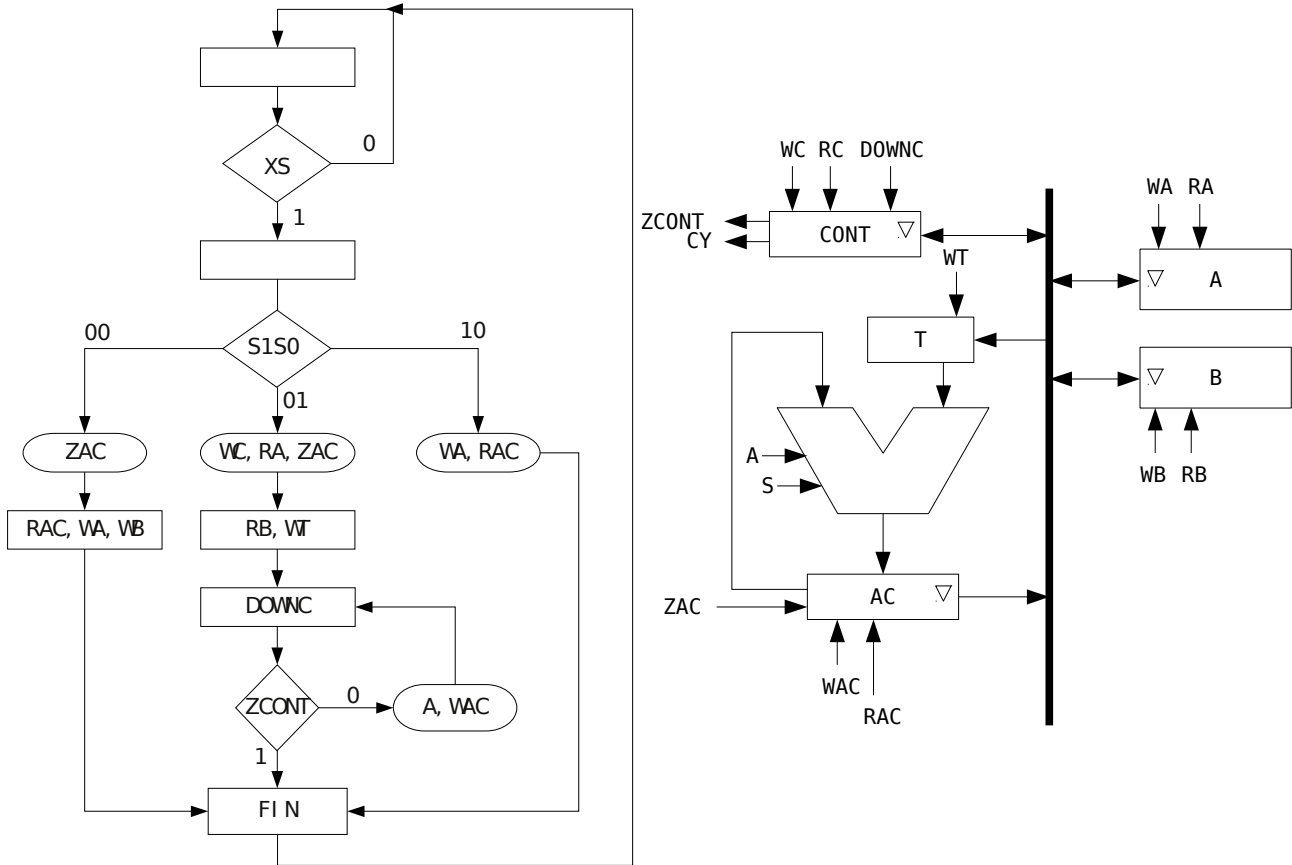 XS
0
1
S1S0
00
10
01
ZAC
WC, RA, ZAC
WA, RAC
RAC, WA, WB
RB, WT
DOWNC
ZCONT
0
A, WAC
1
FIN
WC RC DOWNC
ZCONT
CY
CONT
WT
T
WA RA
A
B
WB RB
A
S
ZAC
AC
WAC
RAC